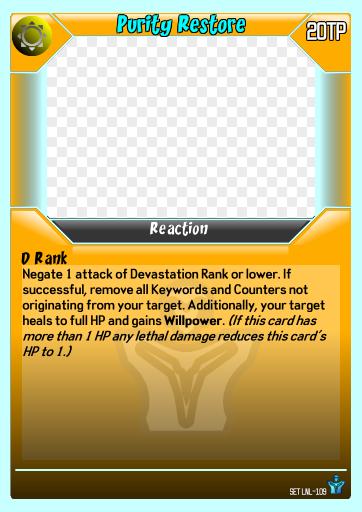 Purity Restore
20TP
Reaction
D Rank
Negate 1 attack of Devastation Rank or lower. If
successful, remove all Keywords and Counters not
originating from your target. Additionally, your target
heals to full HP and gains Willpower. (If this card has
more than 1 HP any lethal damage reduces this card's
HP to 1.)
SET LNL-109